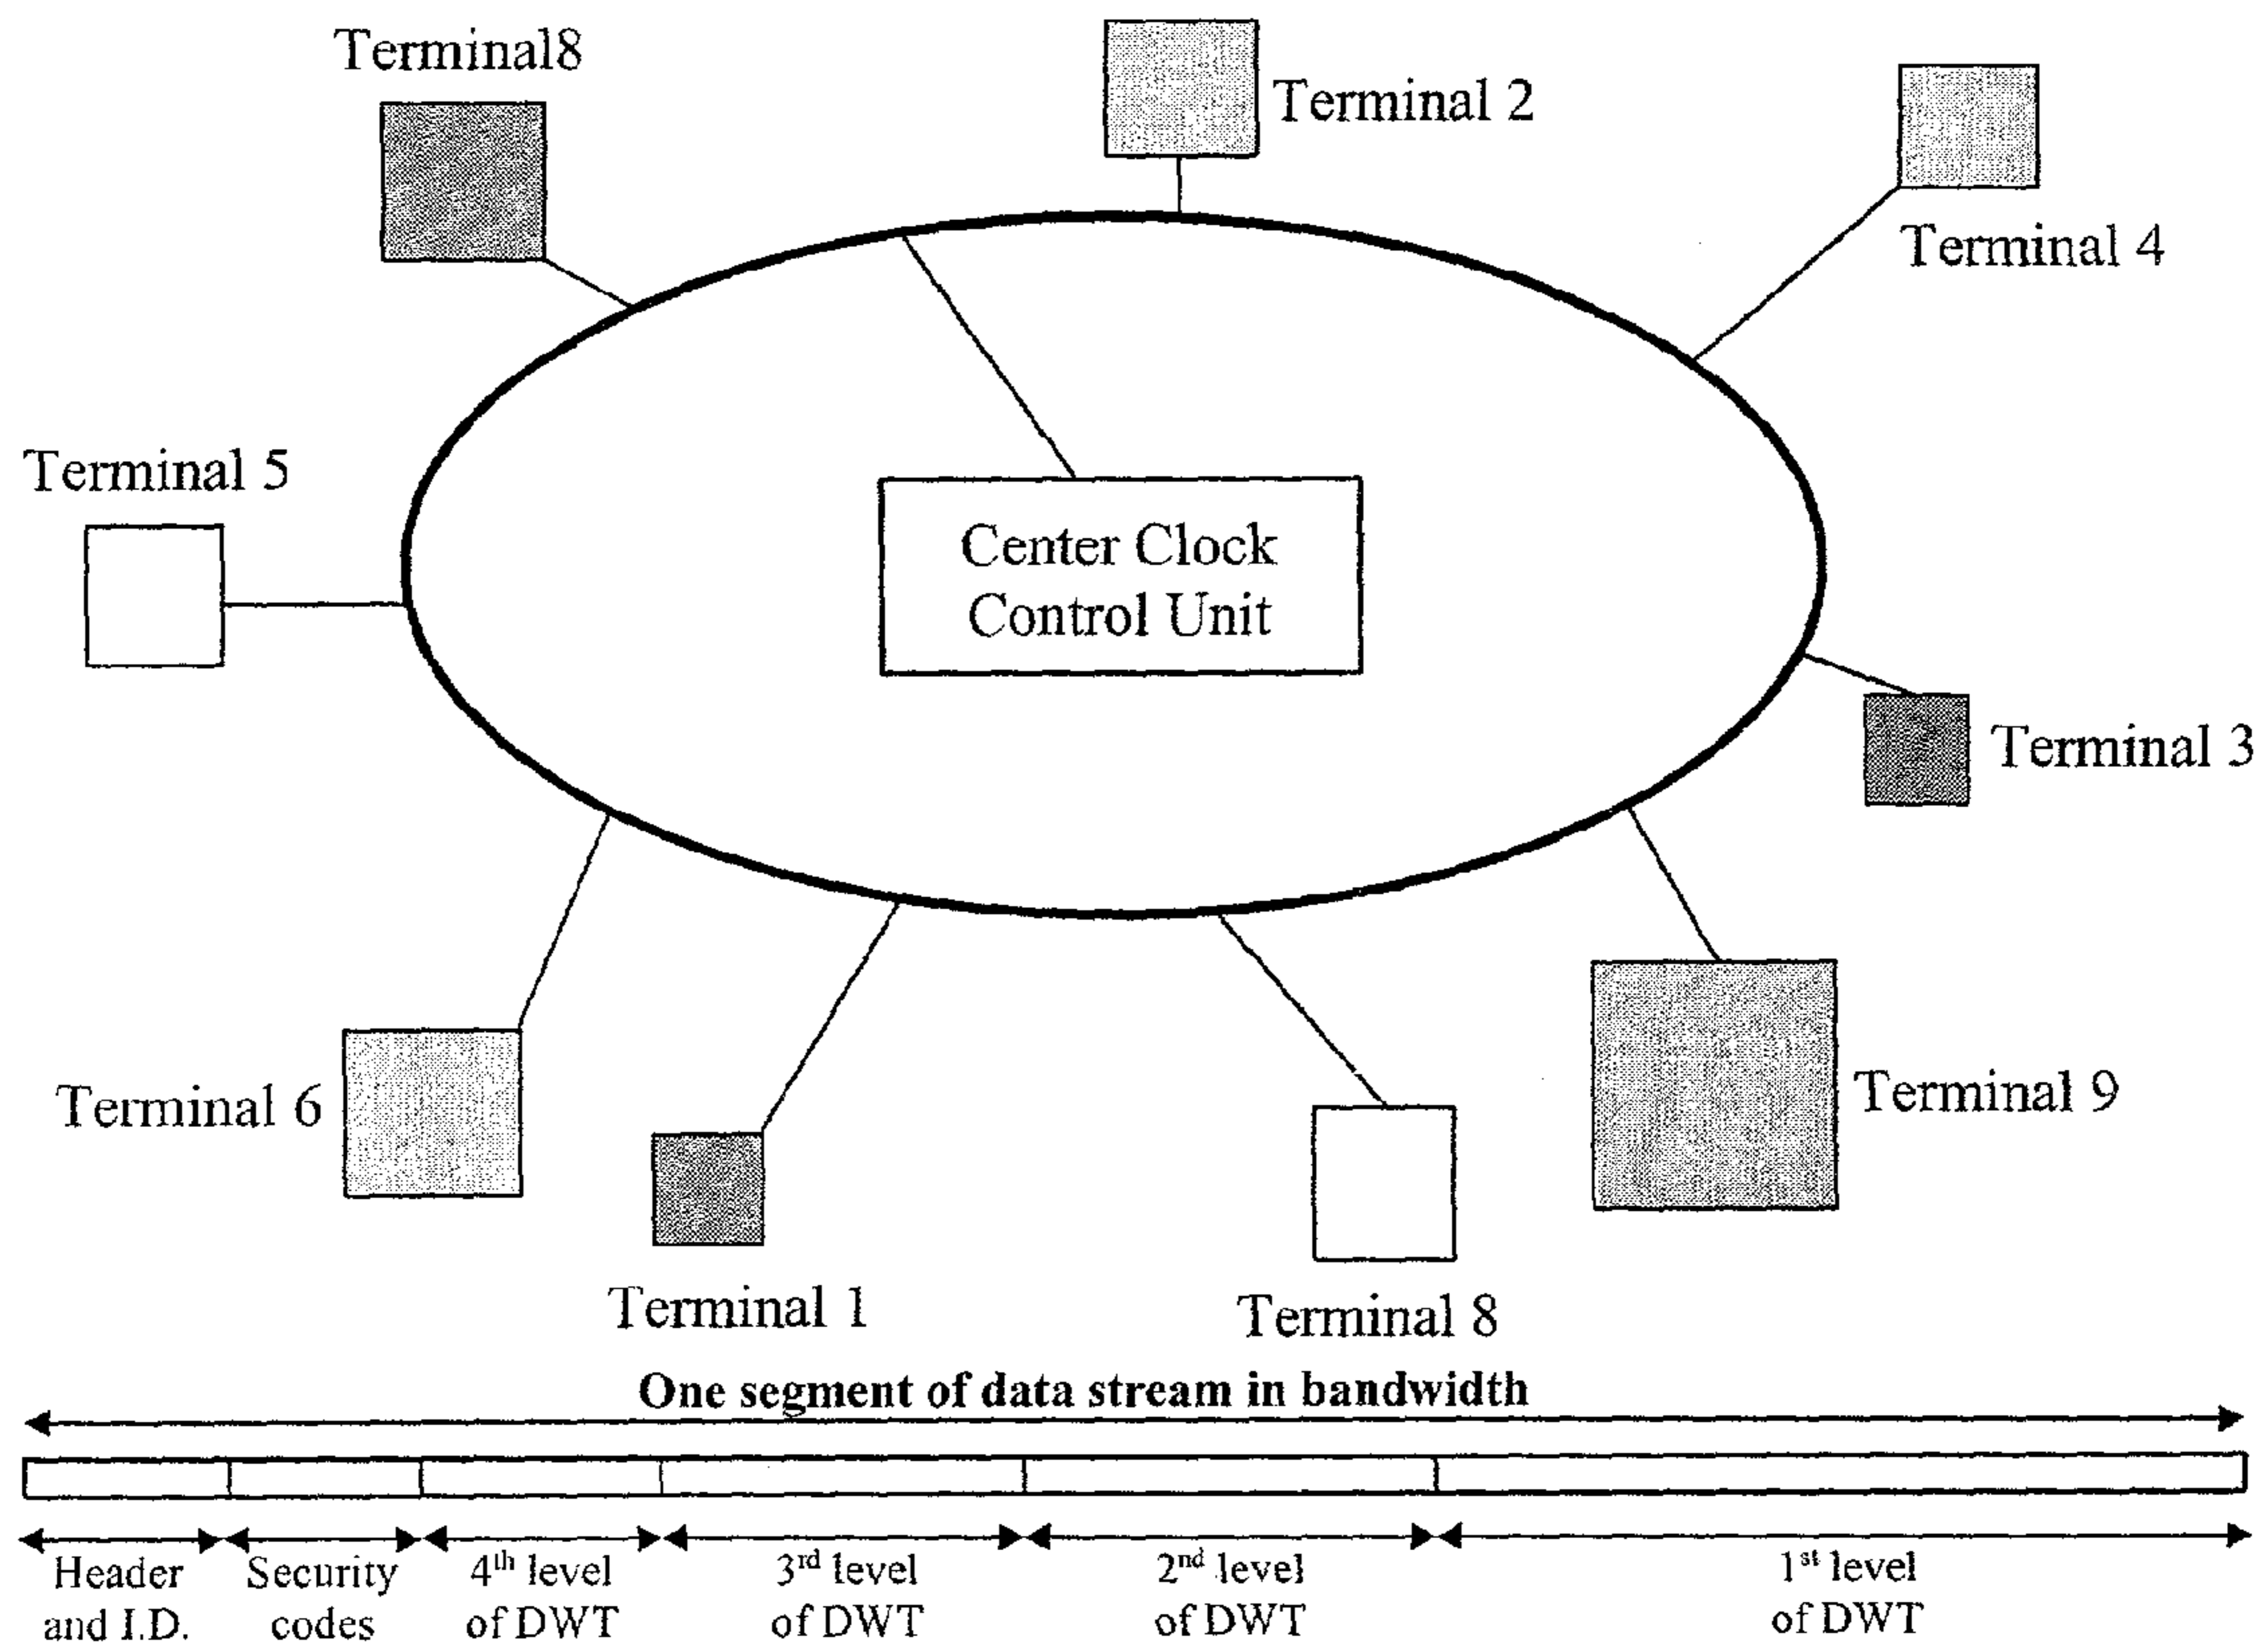 Terminal8
Terminal 2
Terminal 4
Terminal 5
Center Clock
Control Unit
Terminal 3
Terminal 6
Terminal 9
Terminal 1
Terminal 8
One segment of data stream in bandwidth
Header
and I.D.
Security
codes
4th level
of DWT
3rd level
of DWT
2nd level
of DWT
1st level
of DWT